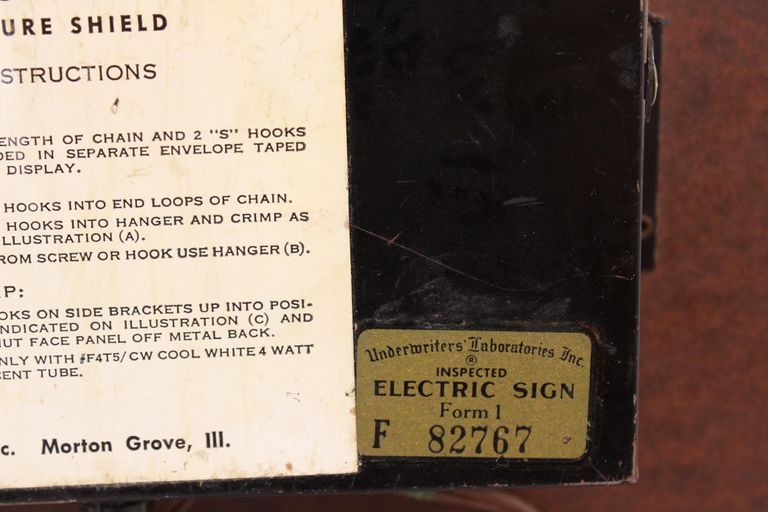 URE SHIELD
STRUCTIONS
ENGTH OF CHAIN AND 2 "S" HOOKS
DED IN SEPARATE ENVELOPE TAPED
DISPLAY.
HOOKS INTO END LOOPS OF CHAIN.
HOOKS INTO HANGER AND CRIMP AS
LLUSTRATION (A).
ROM SCREW OR HOOK USE HANGER (B).
P:
OKS ON SIDE BRACKETS UP INTO POSI-
NDICATED ON ILLUSTRATION (C) AND
NUT FACE PANEL OFF METAL BACK.
NLY WITH #F4T5/CW COOL WHITE 4 WATT
CENT TUBE.
c. Morton Grove, Ill.
Underwriters' Laboratories Inc.
®
INSPECTED
ELECTRIC SIGN
Form 1
F 82767